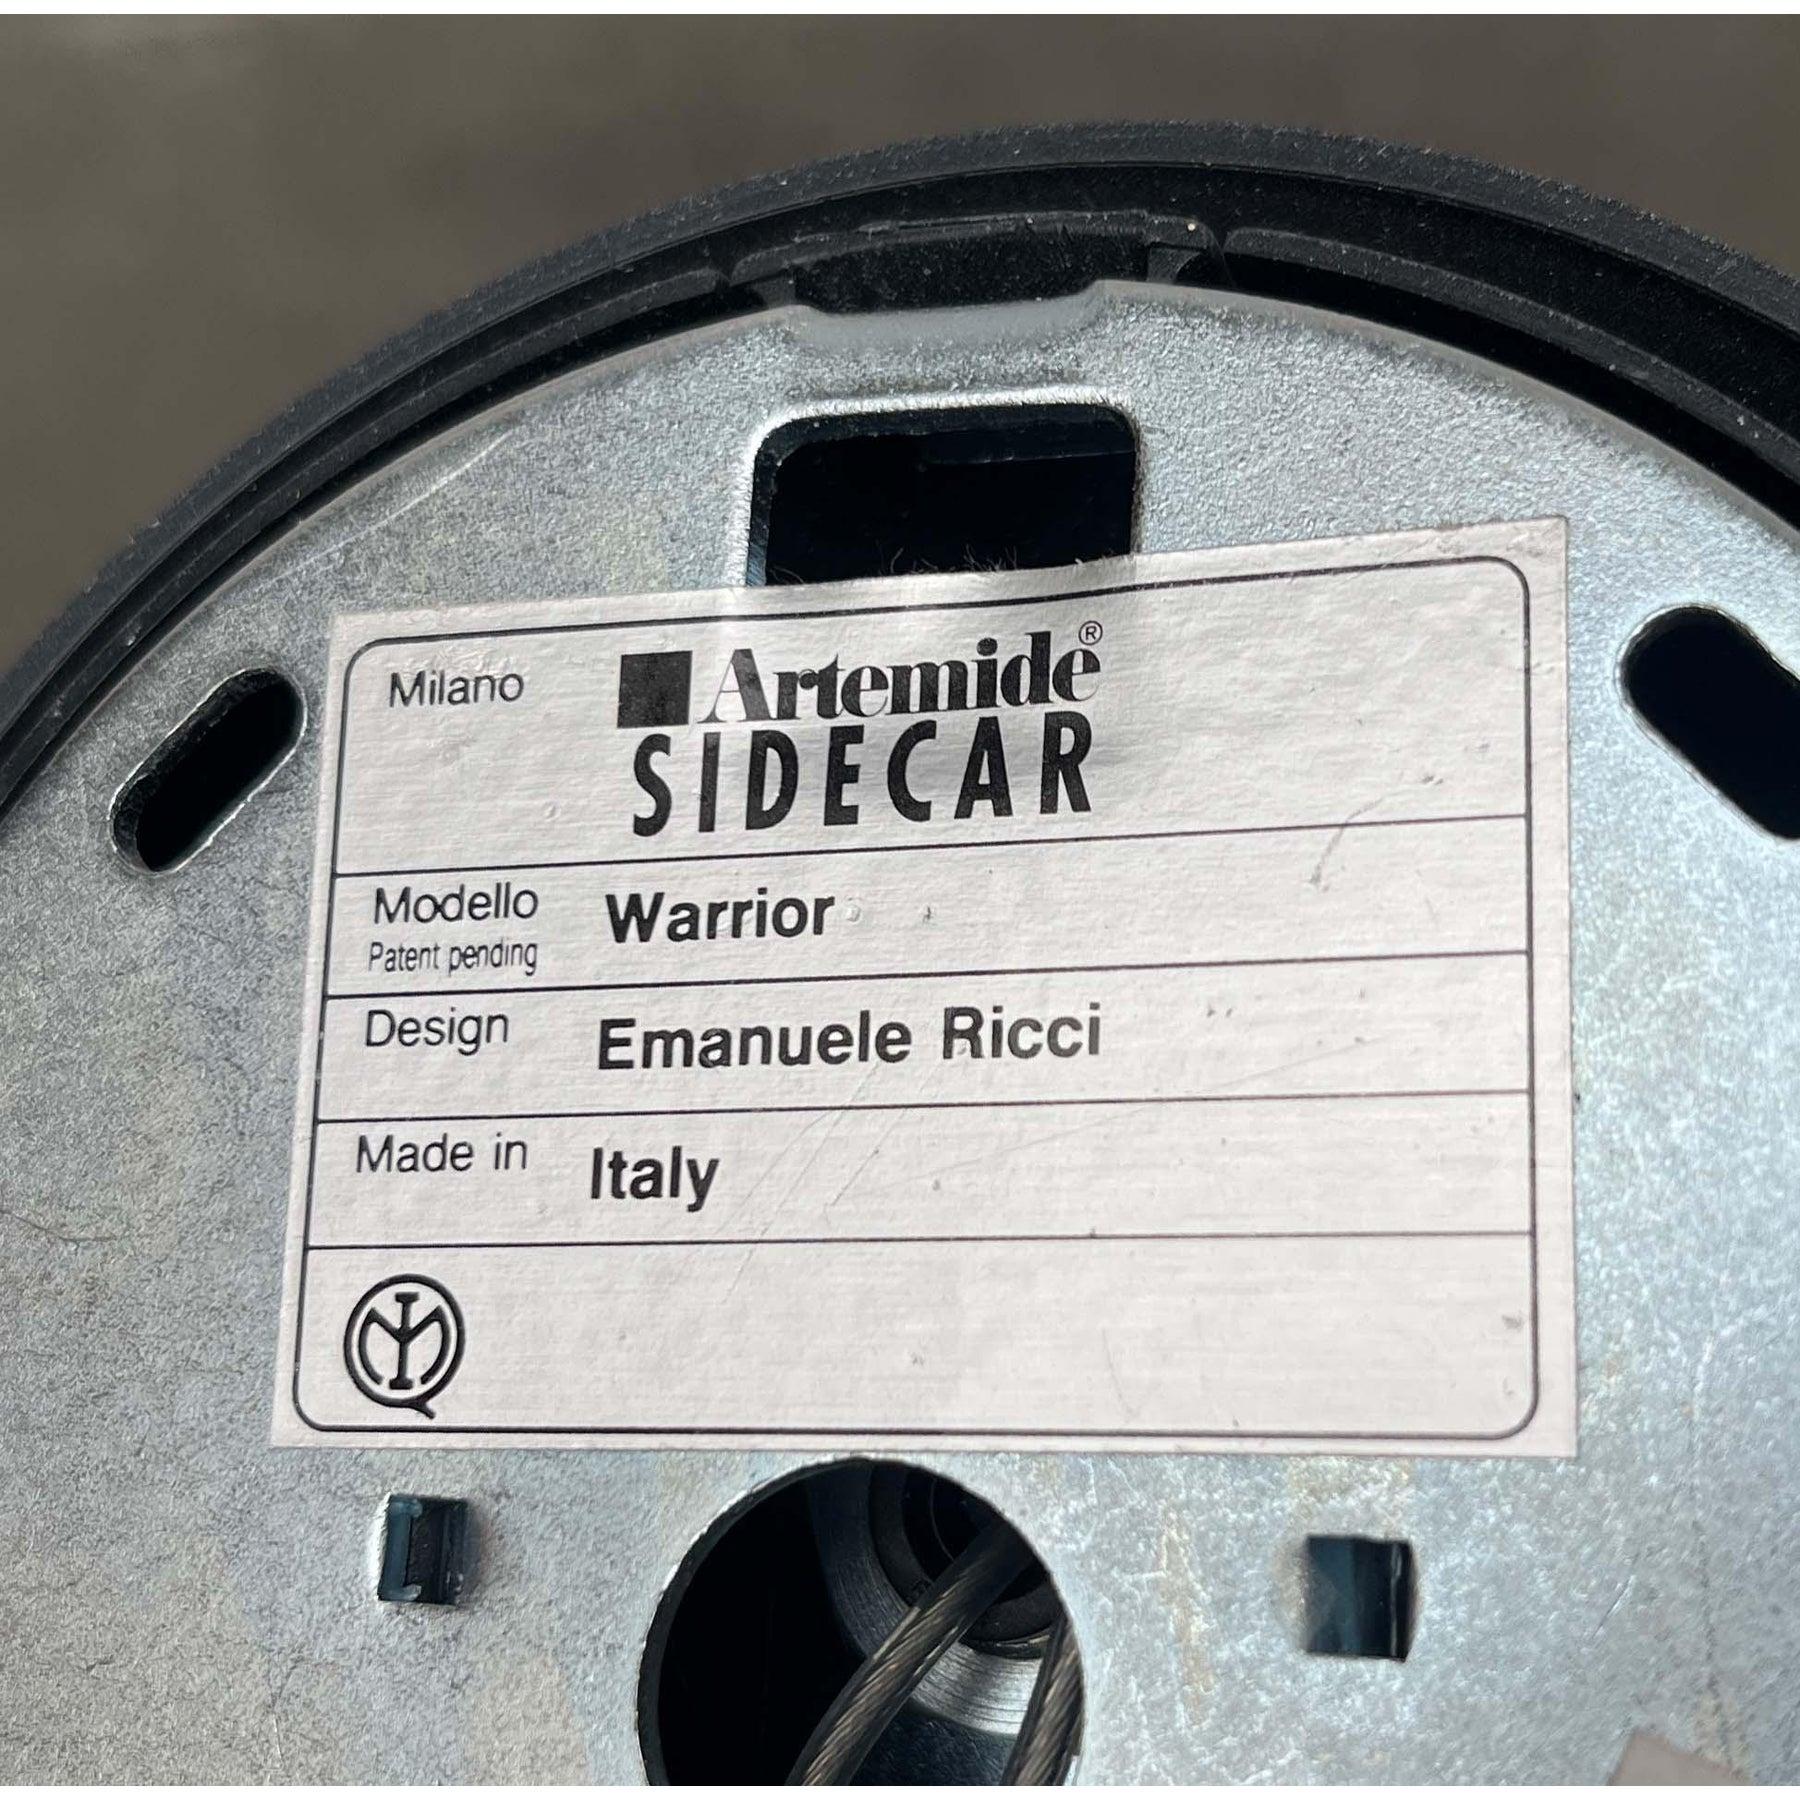 Milano
Artemide®
SIDECAR
Modello Warrior
Patent pending
Design Emanuele Ricci
Made in Italy